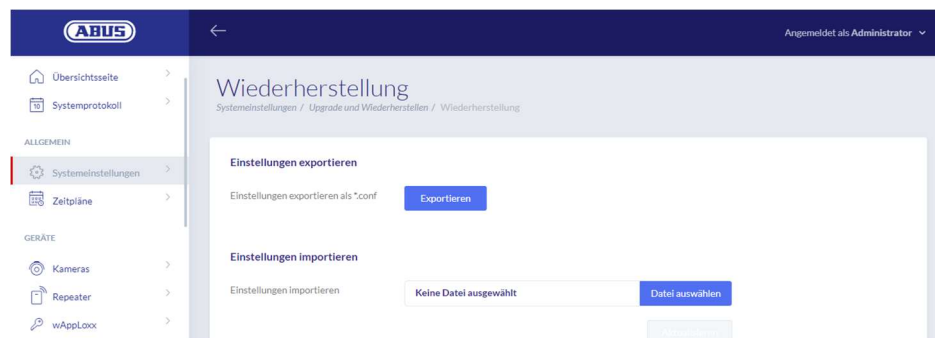 ABUS
Angemeldet als Administrator
Übersichtsseite
10 Systemprotokoll
ALLGEMEIN
Systemeinstellungen
Zeitpläne
GERÄTE
Kameras
Repeater
wAppLoxx
Wiederherstellung
Systemeinstellungen / Upgrade und Wiederherstellen / Wiederherstellung
Einstellungen exportieren
Einstellungen exportieren als *.conf Exportieren
Einstellungen importieren
Einstellungen importieren Keine Datei ausgewählt Datei auswählen